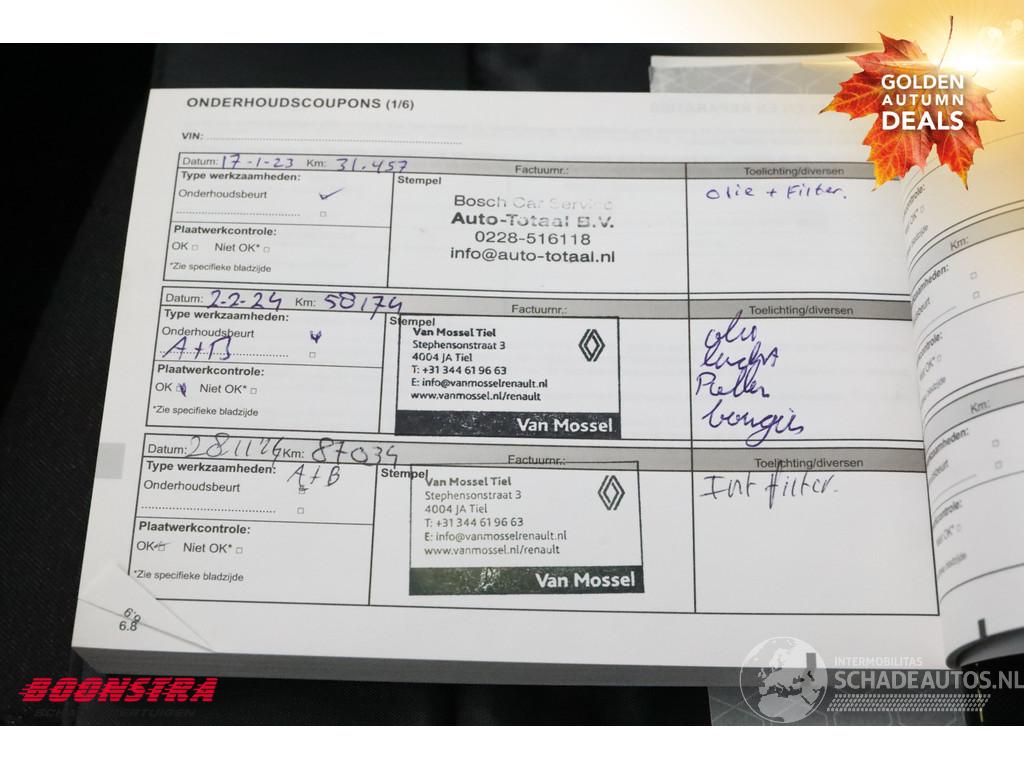 GOLDEN
AUTUMN
DEALS
ONDERHOUDSCOUPONS (1/6)
VIN:
Datum: 17-1-23 Km: 31.457 Factuurnr.: Toelichting/diversen
Type werkzaamheden:
Stempel
Onderhoudsbeurt
Olie + Filter.
Bosch Car Service
Auto-Totaal B.V.
0228-516118
info@auto-totaal.nl
Plaatwerkcontrole:
OK Niet OK*
*Zie specifieke bladzijde
Datum: 2-2-24 Km: 58174 Factuurnr.: Toelichting/diversen
Type werkzaamheden:
Stempel
Onderhoudsbeurt
A+B
Van Mossel Tiel
Stephensonstraat 3
4004 JA Tiel
T: +31 344 61 96 63
E: info@vanmosselrenault.nl
www.vanmossel.nl/renault
Van Mossel
bougies
Plaatwerkcontrole:
OK Niet OK*
*Zie specifieke bladzijde
Datum: 281124 Km: 87034 Factuurnr.: Toelichting/diversen
Type werkzaamheden:
A+B
Stempel
Onderhoudsbeurt
Int filter.
Van Mossel Tiel
Stephensonstraat 3
4004 JA Tiel
T: +31 344 61 96 63
E: info@vanmosselrenault.nl
www.vanmossel.nl/renault
Van Mossel
Plaatwerkcontrole:
OK Niet OK*
*Zie specifieke bladzijde
6.9
6.8
Km:
Km:
BOONSTRA
INTERMOBILITAS
SCHADEAUTOS.NL